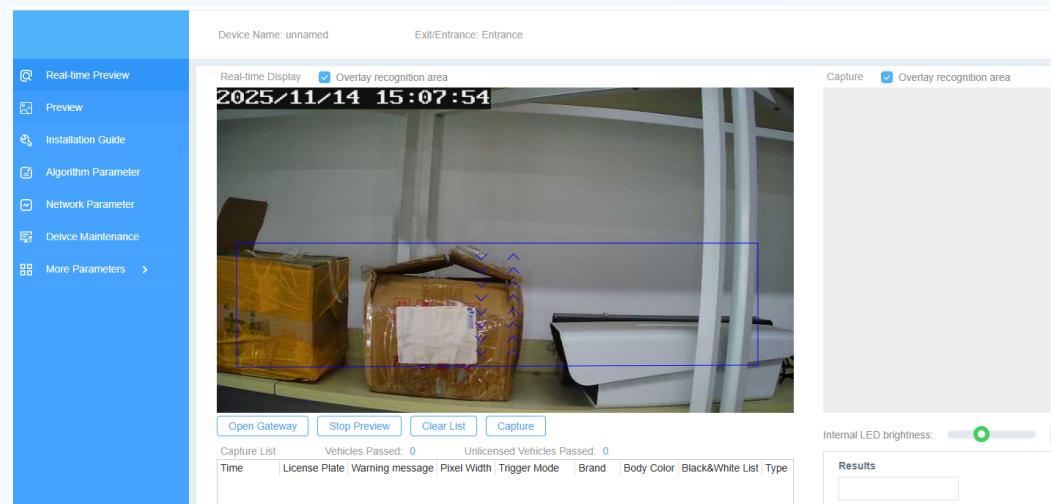 Device Name: unnamed Exit/Entrance: Entrance
Real-time Preview
Preview
Installation Guide
Algorithm Parameter
Network Parameter
Deivce Maintenance
More Parameters
Real-time Display Overlay recognition area
2025/11/14 15:07:54
Open Gateway Stop Preview Clear List Capture
Capture List Vehicles Passed: 0 Unlicensed Vehicles Passed: 0
Time License Plate Warning message Pixel Width Trigger Mode Brand Body Color Black&White List Type
Capture Overlay recognition area
Internal LED brightness:
Results